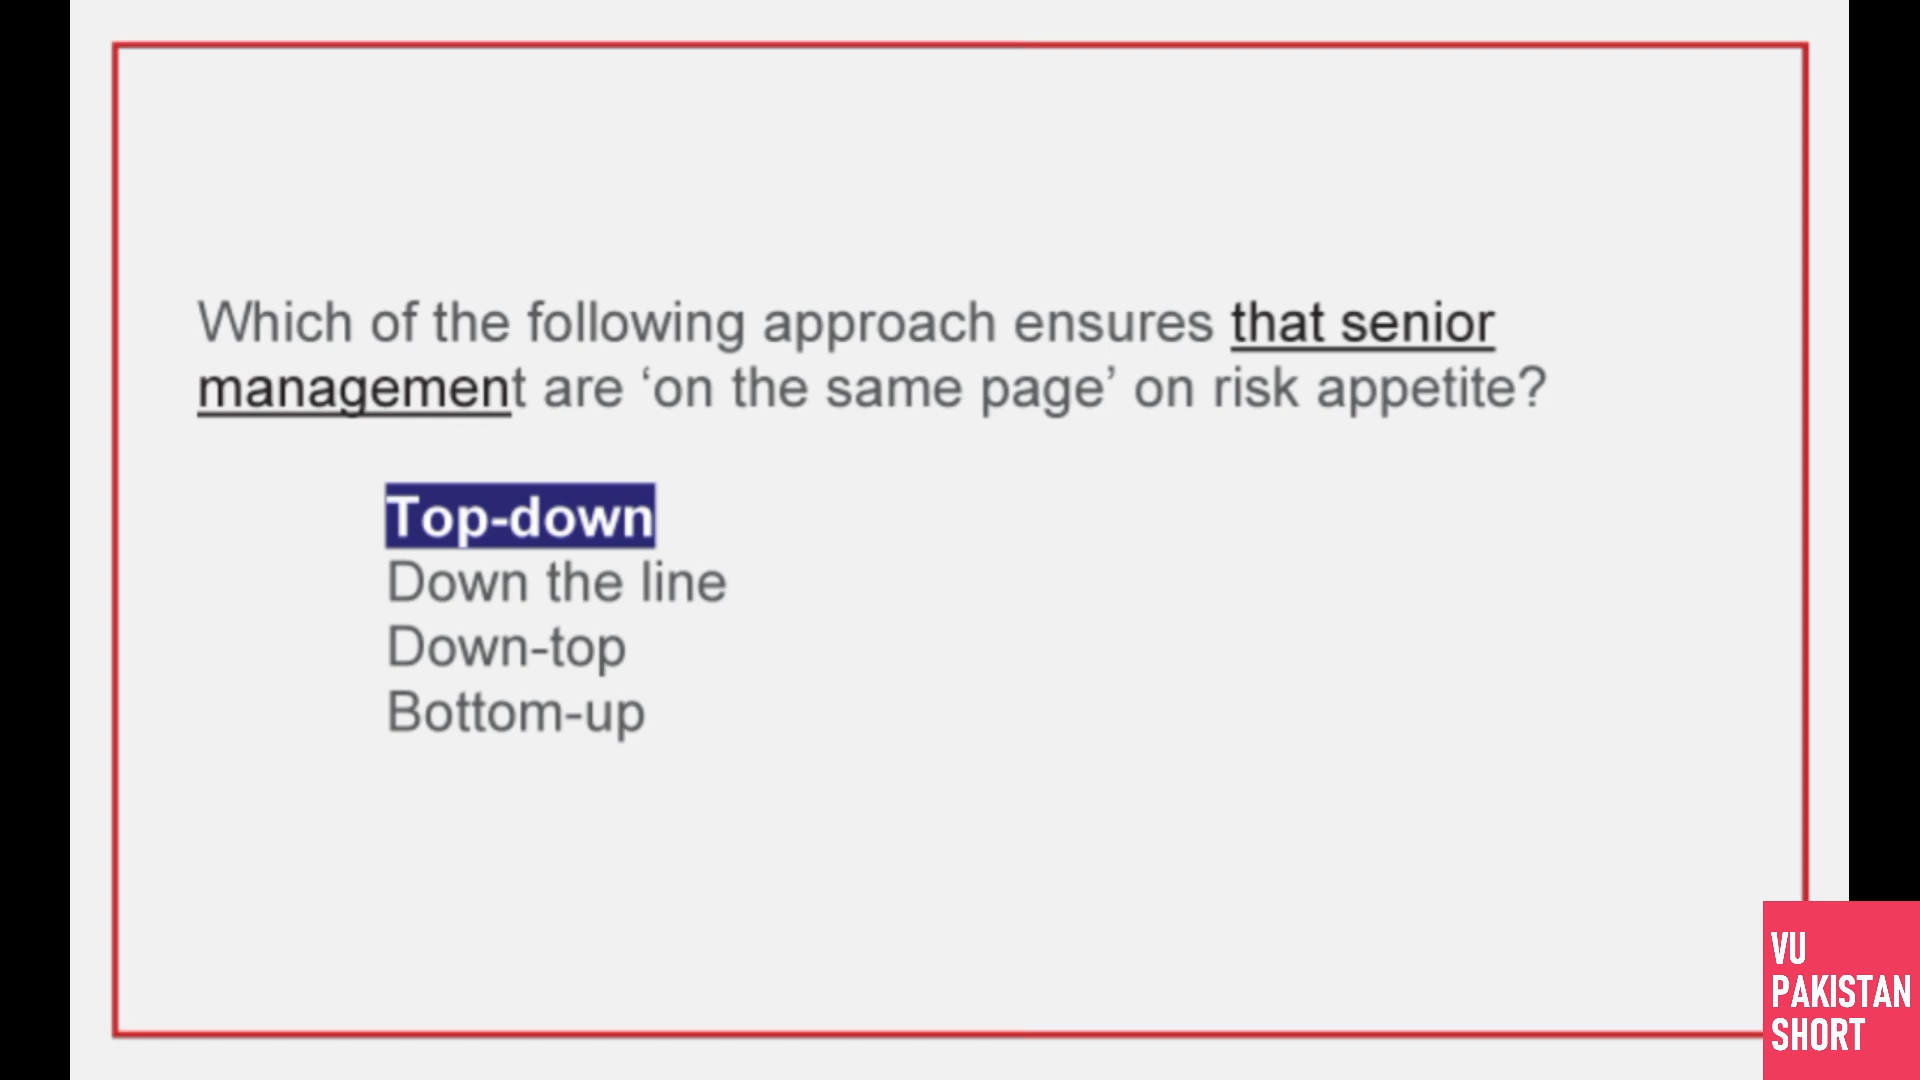 Which of the following approach ensures that senior
management are ‘on the same page’ on risk appetite?
Top-down
Down the line
Down-top
Bottom-up
VU
PAKISTAN
SHORT